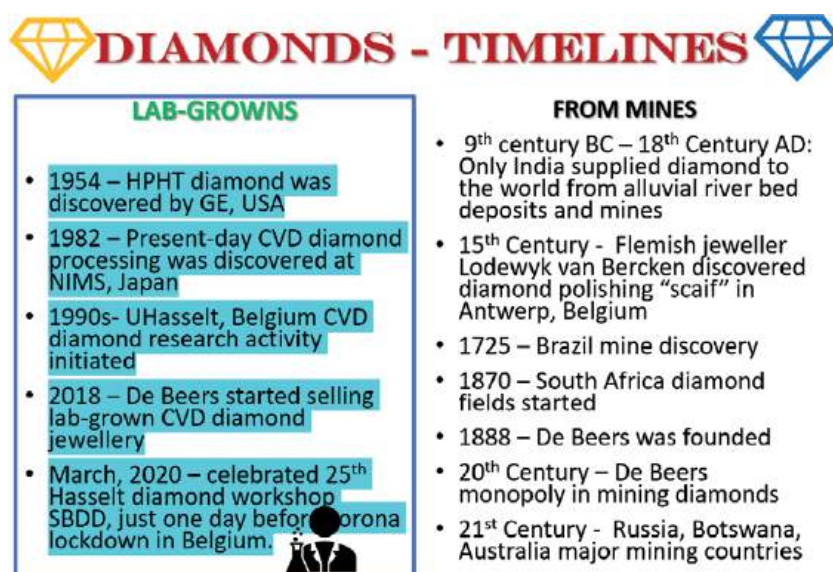 DIAMONDS - TIMELINES
LAB-GROWNS
• 1954 – HPHT diamond was
discovered by GE, USA
• 1982 – Present-day CVD diamond
processing was discovered at
NIMS, Japan
• 1990s- UHasselt, Belgium CVD
diamond research activity
initiated
• 2018 – De Beers started selling
lab-grown CVD diamond
jewellery
• March, 2020 – celebrated 25th
Hasselt diamond workshop
SBDD, just one day before orona
lockdown in Belgium.
FROM MINES
• 9th century BC – 18th Century AD:
Only India supplied diamond to
the world from alluvial river bed
deposits and mines
• 15th Century - Flemish jeweller
Lodewyk van Bercken discovered
diamond polishing “scaif” in
Antwerp, Belgium
• 1725 – Brazil mine discovery
• 1870 – South Africa diamond
fields started
• 1888 – De Beers was founded
• 20th Century – De Beers
monopoly in mining diamonds
• 21st Century - Russia, Botswana,
Australia major mining countries